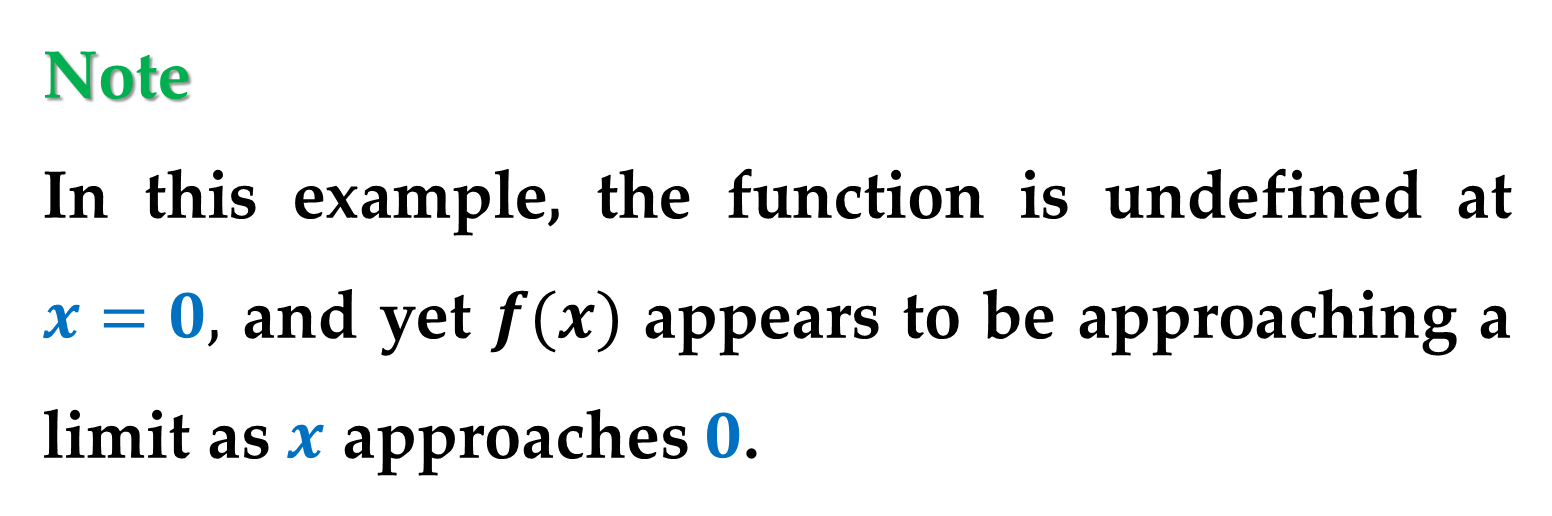 Note
In this example, the function is undefined at
x = 0, and yet f(x) appears to be approaching a
limit as x approaches 0.